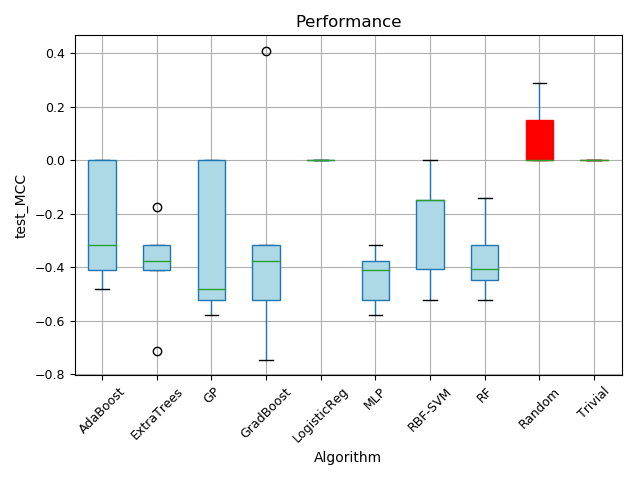 Performance
test_MCC
0.4
0.2
0.0
−0.2
−0.4
−0.6
−0.8
AdaBoost
ExtraTrees
GP
GradBoost
LogisticReg
MLP
RBF-SVM
RF
Random
Trivial
Algorithm